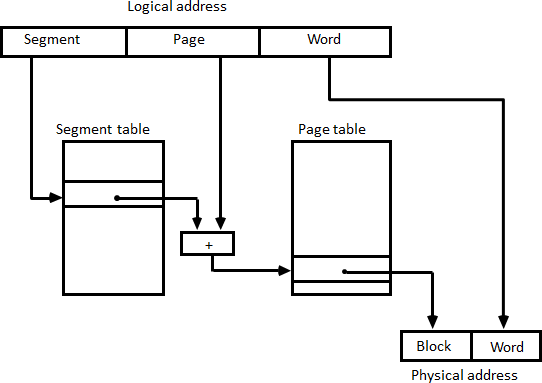 Logical address
Segment Page Word
Segment table Page table
+
Block Word
Physical address